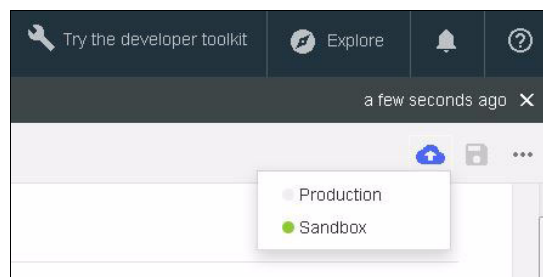 Try the developer toolkit
Explore
a few seconds ago
Production
Sandbox